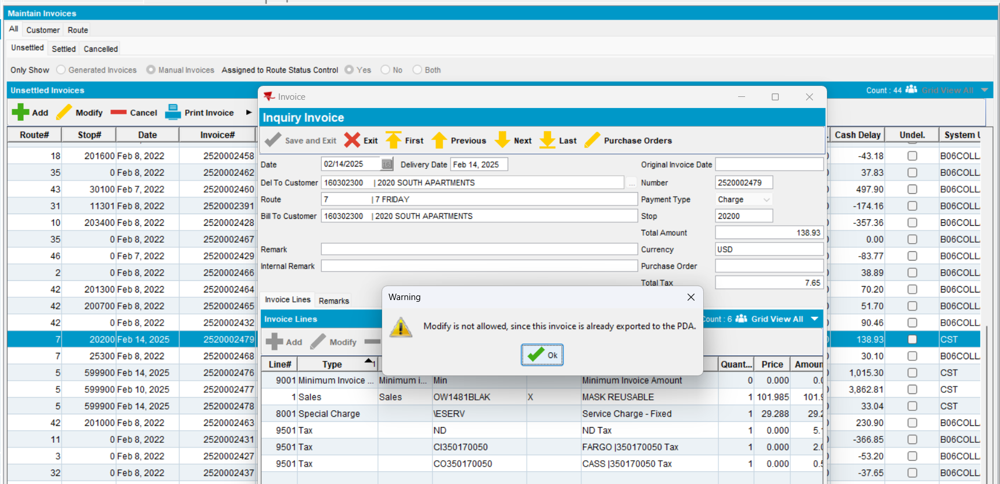 Maintain Invoices
All Customer Route
Unsettled Settled Cancelled
Only Show Generated Invoices Manual Invoices Assigned to Route Status Control Yes No Both
Unsettled Invoices Count : 44 Grid View All
Add Modify Cancel Print Invoice
Route# Stop# Date Invoice# Cash Delay Undel. System U
18 201600 Feb 8, 2022 2520002458 -43.18 B06COLL
35 0 Feb 8, 2022 2520002462 37.83 B06COLL
43 30100 Feb 7, 2022 2520002460 497.90 B06COLL
31 11301 Feb 8, 2022 2520002391 -174.16 B06COLL
10 203400 Feb 8, 2022 2520002428 -357.36 B06COLL
35 0 Feb 8, 2022 2520002467 0.00 B06COLL
46 0 Feb 7, 2022 2520002429 -83.77 B06COLL
2 0 Feb 8, 2022 2520002466 38.89 B06COLL
42 201300 Feb 8, 2022 2520002464 70.20 B06COLL
42 200700 Feb 8, 2022 2520002465 51.70 B06COLL
42 0 Feb 8, 2022 2520002432 90.46 B06COLL
7 20200 Feb 14, 2025 2520002479 138.93 CST
7 25300 Feb 8, 2022 2520002468 30.10 B06COLL
5 599900 Feb 14, 2025 2520002476 1,015.30 CST
5 599900 Feb 10, 2025 2520002477 3,862.81 CST
5 599900 Feb 14, 2025 2520002478 33.04 CST
42 201000 Feb 8, 2022 2520002463 230.90 B06COLL
11 0 Feb 8, 2022 2520002431 -366.85 B06COLL
3 0 Feb 8, 2022 2520002427 -53.20 B06COLL
32 0 Feb 8, 2022 2520002437 -37.65 B06COLL
Invoice
Inquiry Invoice
Save and Exit Exit First Previous Next Last Purchase Orders
Date 02/14/2025 16 Delivery Date Feb 14, 2025 Original Invoice Date
Del To Customer 160302300 | 2020 SOUTH APARTMENTS ... Number 2520002479
Route 7 | 7 FRIDAY Payment Type Charge
Bill To Customer 160302300 | 2020 SOUTH APARTMENTS Stop 20200
Total Amount 138.93
Remark Currency USD
Internal Remark Purchase Order
Total Tax 7.65
Invoice Lines Remarks
Invoice Lines Count : 6 Grid View All
Add Modify
Line# Type 1 Quant... Price Amoun
9001 Minimum Invoice ... Minimum i... Min Minimum Invoice Amount 0 0.000 0.0
1 Sales Sales OW1481BLAK X MASK REUSABLE 1 101.985 101.9
8001 Special Charge \ESERV Service Charge - Fixed 1 29.288 29.2
9501 Tax ND ND Tax 1 0.000 5.
9501 Tax CI350170050 FARGO |350170050 Tax 1 0.000 2.0
9501 Tax CO350170050 CASS |350170050 Tax 1 0.000 0.5
Warning
Modify is not allowed, since this invoice is already exported to the PDA.
Ok